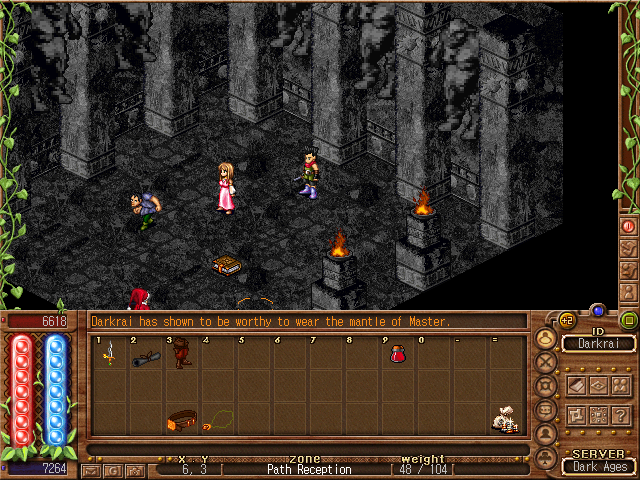 6618
Darkrai has shown to be worthy to wear the mantle of Master.
+2
ID
Darkrai
1 2 3 4 5 6 7 8 9 0 - =
SERVER
Dark Ages
x . y zone weight
7264
G
6, 3 Path Reception 48 / 104
?